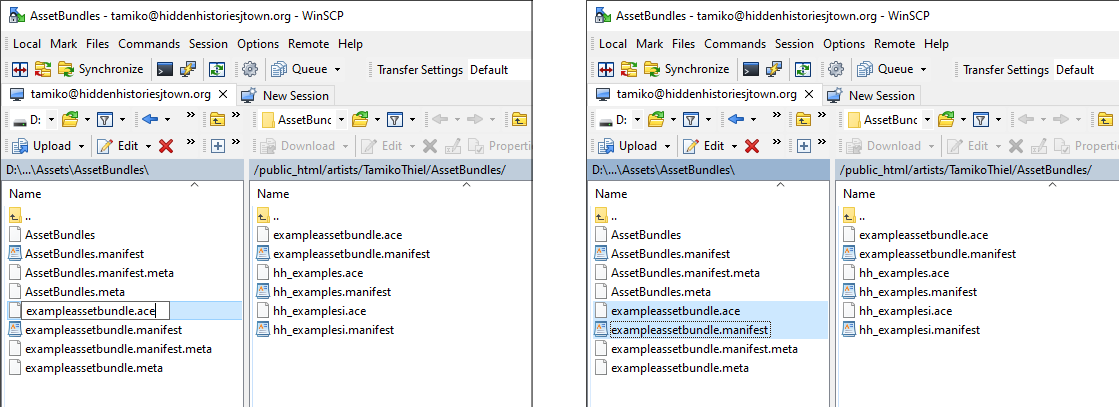 AssetBundles - tamiko@hiddenhistoriesjtown.org - WinSCP
Local Mark Files Commands Session Options Remote Help
Synchronize Queue Transfer Settings Default
tamiko@hiddenhistoriesjtown.org New Session
D: AssetBunc
Upload Edit Download Edit Properti
D:\...\Assets\AssetBundles\ /public_html/artists/TamikoThiel/AssetBundles/
Name Name
.. ..
AssetBundles exampleassetbundle.ace
AssetBundles.manifest exampleassetbundle.manifest
AssetBundles.manifest.meta hh_examples.ace
AssetBundles.meta hh_examples.manifest
exampleassetbundle.ace hh_examplesi.ace
exampleassetbundle.manifest hh_examplesi.manifest
exampleassetbundle.manifest.meta
exampleassetbundle.meta
AssetBundles - tamiko@hiddenhistoriesjtown.org - WinSCP
Local Mark Files Commands Session Options Remote Help
Synchronize Queue Transfer Settings Default
tamiko@hiddenhistoriesjtown.org New Session
D: AssetBunc
Upload Edit Download Edit Properti
D:\...\Assets\AssetBundles\ /public_html/artists/TamikoThiel/AssetBundles/
Name Name
.. ..
AssetBundles exampleassetbundle.ace
AssetBundles.manifest exampleassetbundle.manifest
AssetBundles.manifest.meta hh_examples.ace
AssetBundles.meta hh_examples.manifest
exampleassetbundle.ace hh_examplesi.ace
exampleassetbundle.manifest hh_examplesi.manifest
exampleassetbundle.manifest.meta
exampleassetbundle.meta